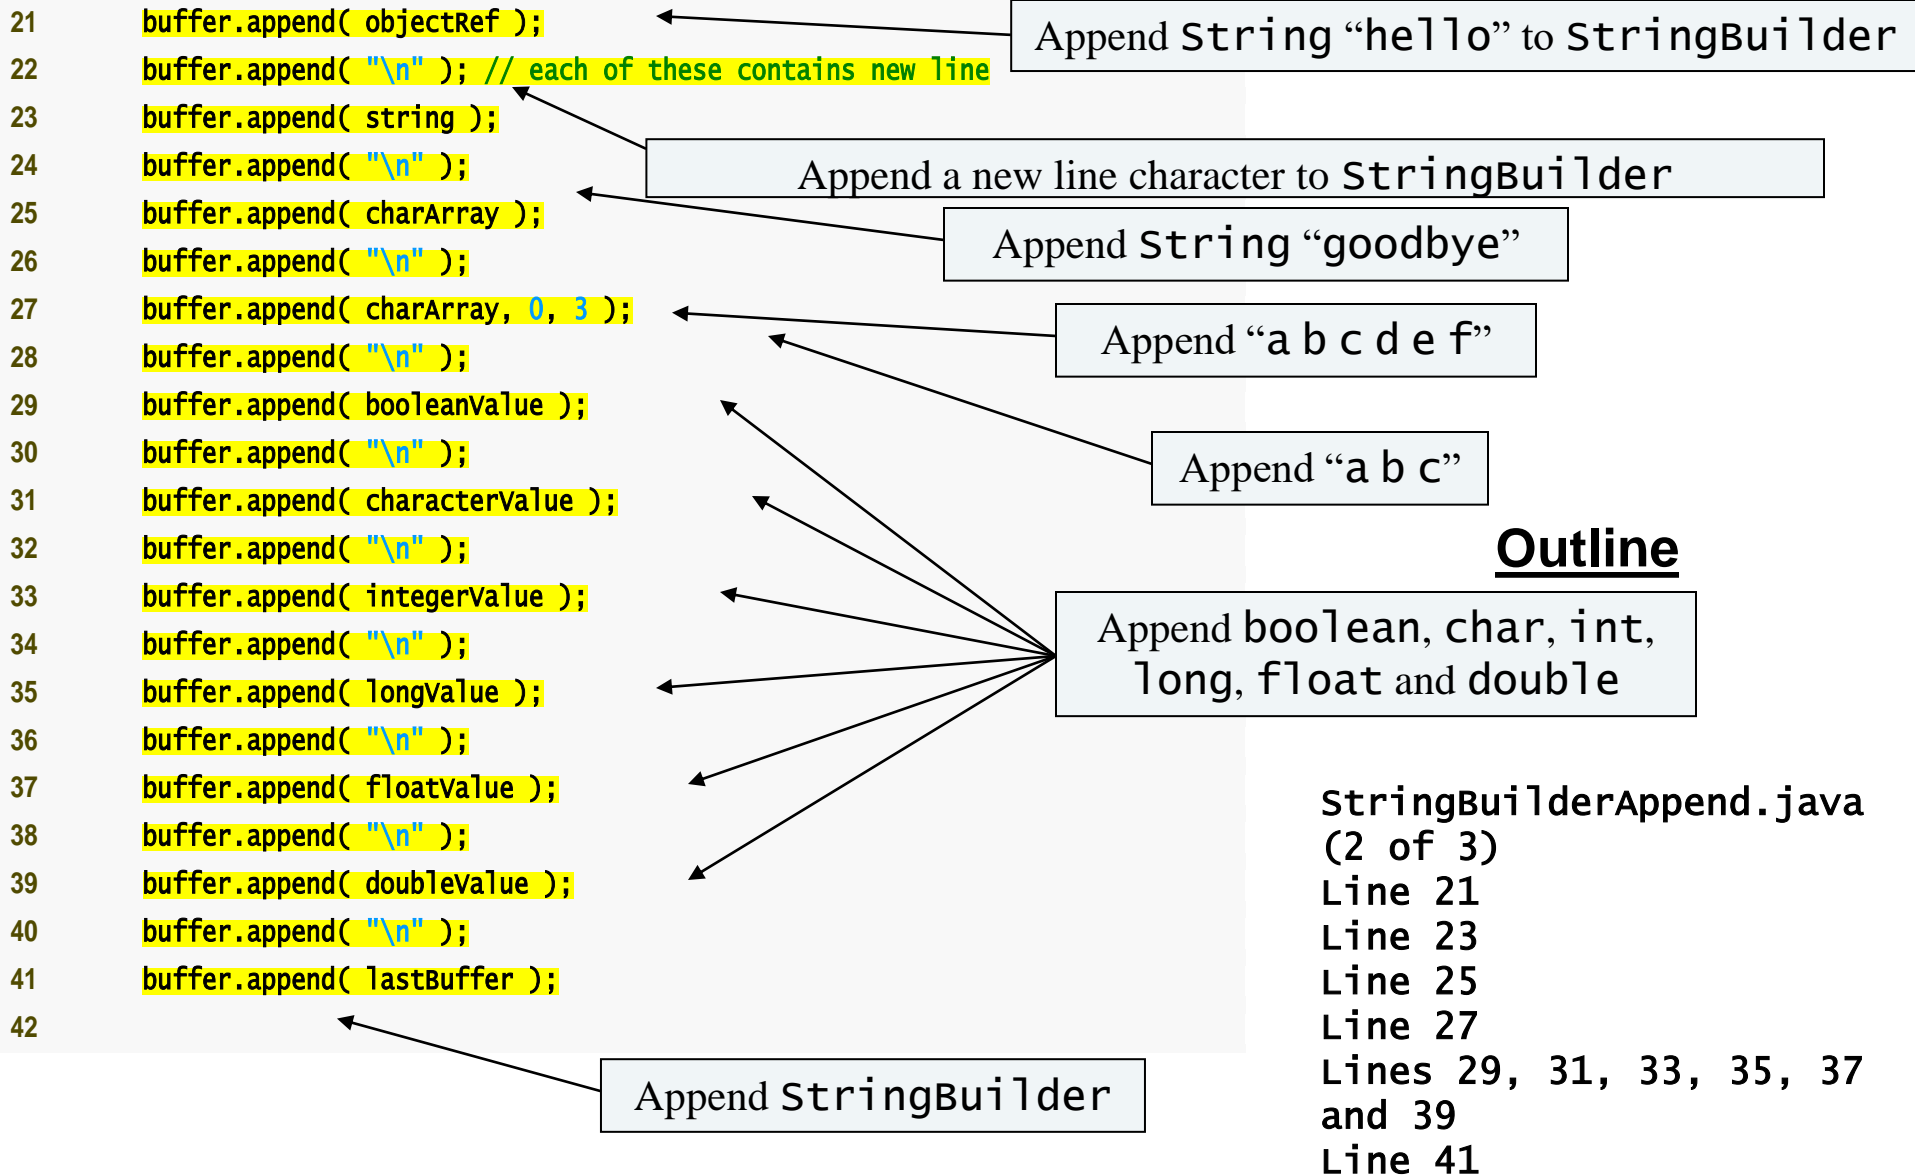 21 buffer.append( objectRef );
22 buffer.append( "\n" ); // each of these contains new line
23 buffer.append( string );
24 buffer.append( "\n" );
25 buffer.append( charArray );
26 buffer.append( "\n" );
27 buffer.append( charArray, 0, 3 );
28 buffer.append( "\n" );
29 buffer.append( booleanValue );
30 buffer.append( "\n" );
31 buffer.append( characterValue );
32 buffer.append( "\n" );
33 buffer.append( integerValue );
34 buffer.append( "\n" );
35 buffer.append( longValue );
36 buffer.append( "\n" );
37 buffer.append( floatValue );
38 buffer.append( "\n" );
39 buffer.append( doubleValue );
40 buffer.append( "\n" );
41 buffer.append( lastBuffer );
42
Append String “hello” to StringBuilder
Append a new line character to StringBuilder
Append String “goodbye”
Append “a b c d e f”
Append “a b c”
Outline
Append boolean, char, int,
long, float and double
Append StringBuilder
StringBuilderAppend.java
(2 of 3)
Line 21
Line 23
Line 25
Line 27
Lines 29, 31, 33, 35, 37
and 39
Line 41